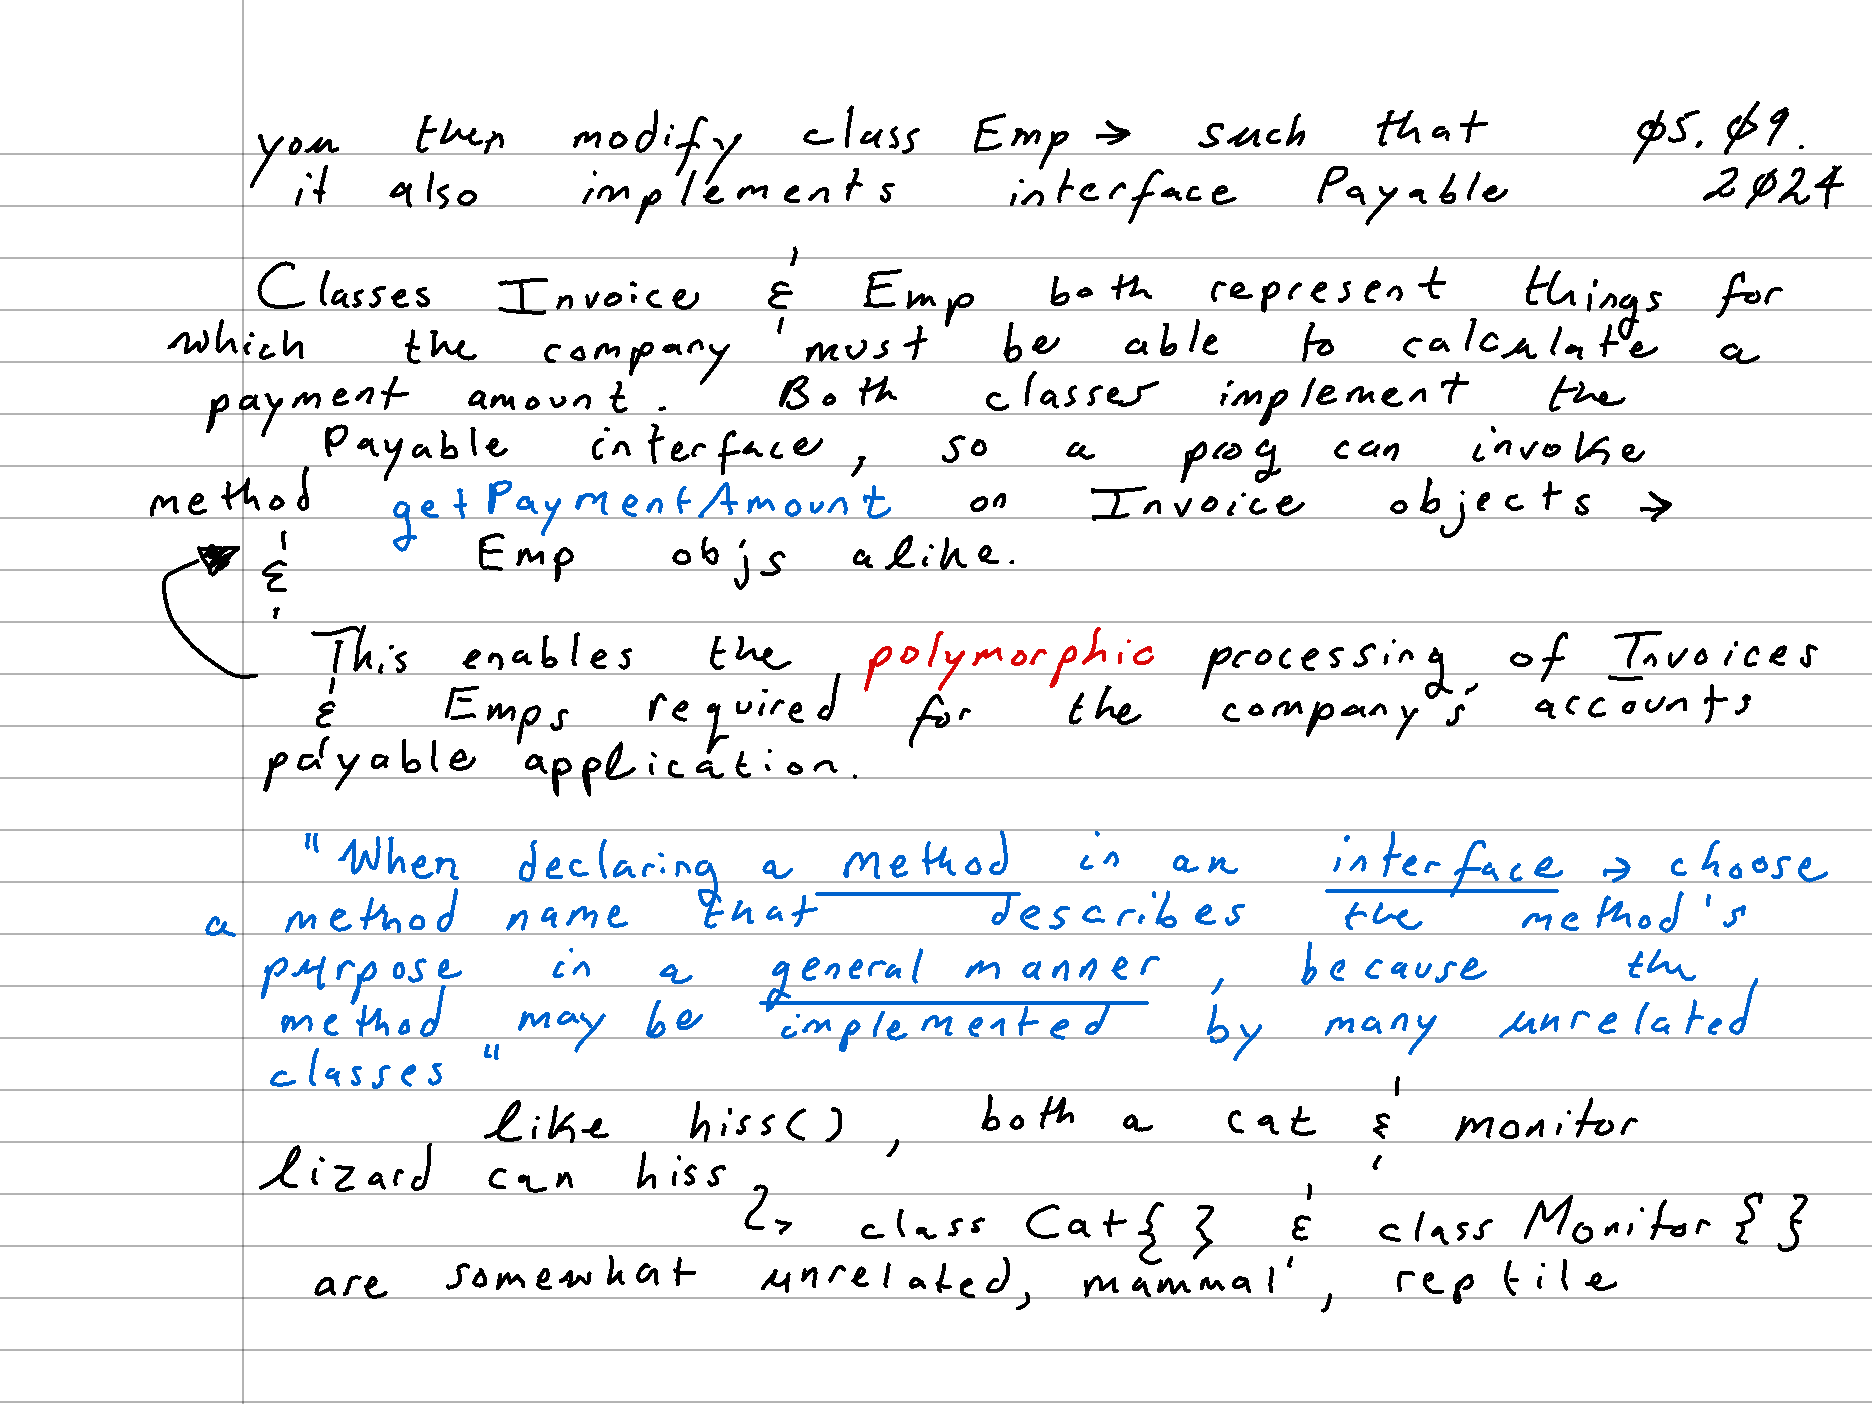 you then modify class Emp → such that ø5. ø9.
it also implements interface Payable 2ø24
Classes Invoice & Emp both represent things for
which the company must be able to calculate a
payment amount. Both classes implement the
Payable interface, so a prog can invoke
method getPaymentAmount on Invoice objects →
& Emp objs alike.
This enables the polymorphic processing of Invoices
& Emps required for the company's accounts
payable application.
"When declaring a method in an interface → choose
a method name that describes the method's
purpose in a general manner, because the
method may be implemented by many unrelated
classes"
like hiss(), both a cat & monitor
lizard can hiss
↳ class Cat{ } & class Monitor{ }
are somewhat unrelated, mammal, reptile